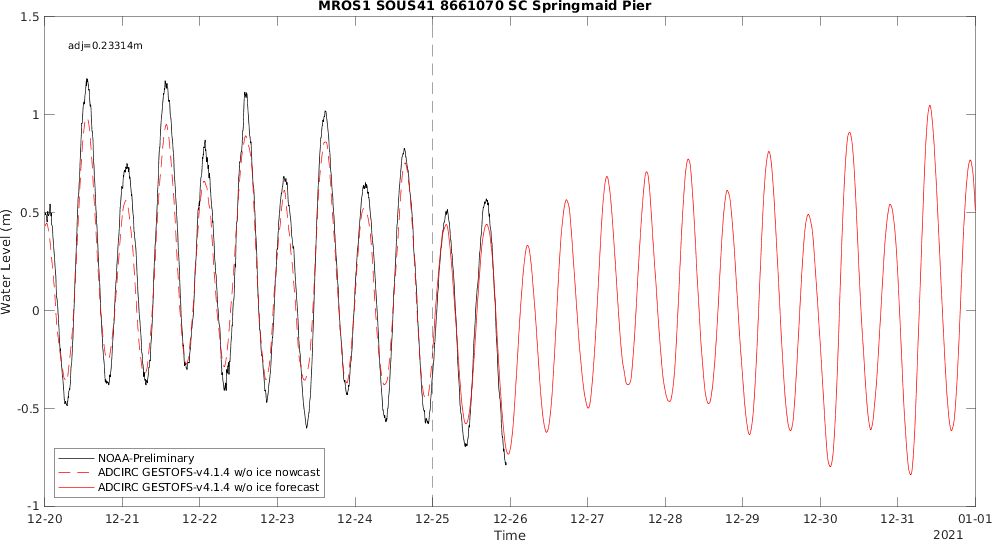 MROS1 SOUS41 8661070 SC Springmaid Pier
1.5
adj=0.23314m
1
0.5
Water Level (m)
0
-0.5
NOAA-Preliminary
ADCIRC GESTOFS-v4.1.4 w/o ice nowcast
ADCIRC GESTOFS-v4.1.4 w/o ice forecast
-1
12-20 12-21 12-22 12-23 12-24 12-25 12-26 12-27 12-28 12-29 12-30 12-31 01-01
Time
2021